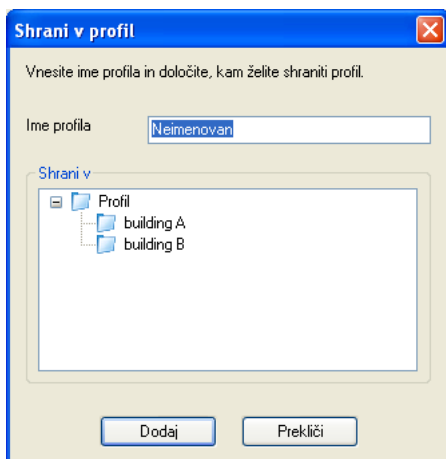 Shrani v profil
Vnesite ime profila in določite, kam želite shraniti profil.
Ime profila Neimenovan
Shrani v
Profil
building A
building B
Dodaj Prekliči